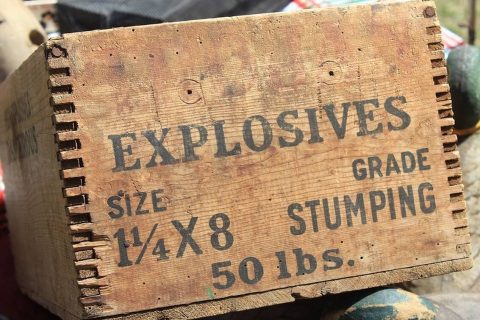 EXPLOSIVES
SIZE GRADE
1¼X8 STUMPING
50 lbs.